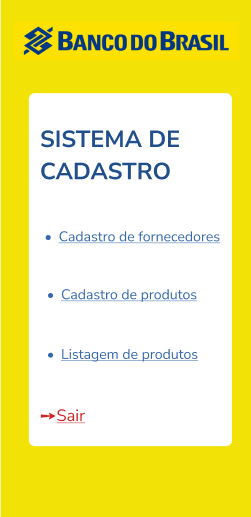 BANCO DO BRASIL
SISTEMA DE
CADASTRO
• Cadastro de fornecedores
• Cadastro de produtos
• Listagem de produtos
➙Sair